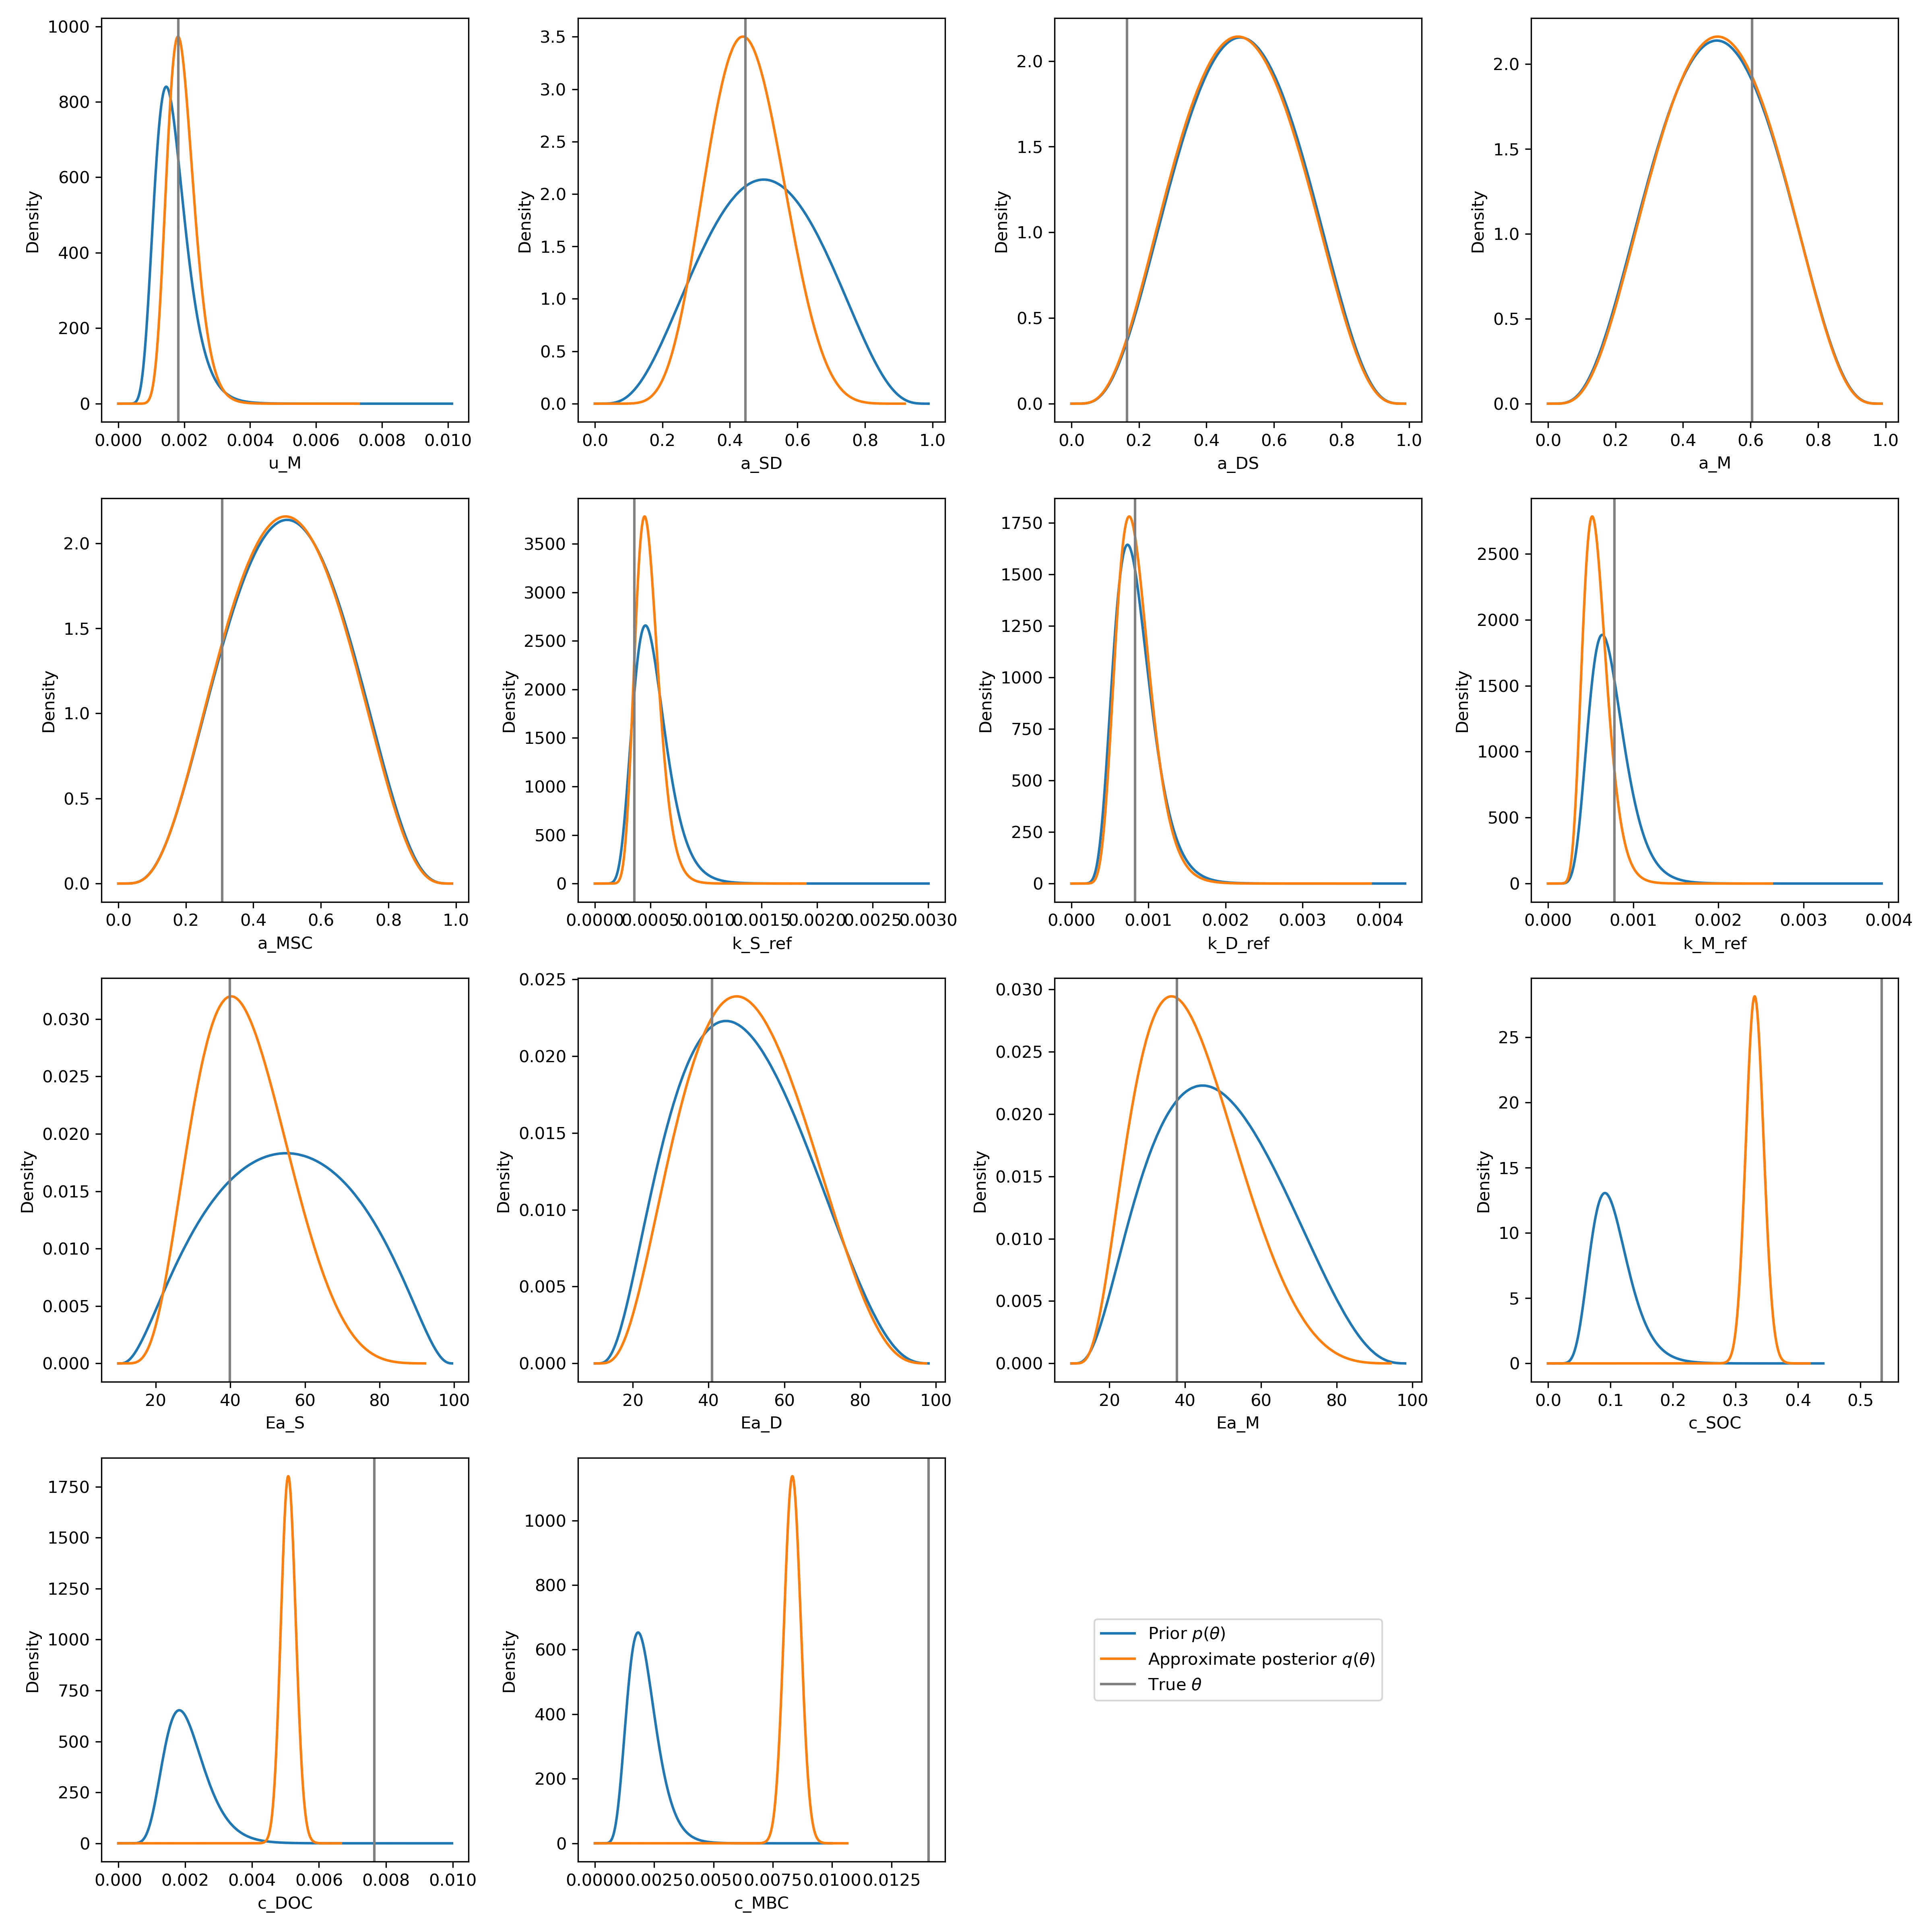 1000
800
600
400
200
0
Density
0.000 0.002 0.004 0.006 0.008 0.010
u_M
3.5
3.0
2.5
2.0
1.5
1.0
0.5
0.0
Density
0.0 0.2 0.4 0.6 0.8 1.0
a_SD
2.0
1.5
1.0
0.5
0.0
Density
0.0 0.2 0.4 0.6 0.8 1.0
a_DS
2.0
1.5
1.0
0.5
0.0
Density
0.0 0.2 0.4 0.6 0.8 1.0
a_M
2.0
1.5
1.0
0.5
0.0
Density
0.0 0.2 0.4 0.6 0.8 1.0
a_MSC
3500
3000
2500
2000
1500
1000
500
0
Density
0.0000 0.0005 0.0010 0.0015 0.0020 0.0025 0.0030
k_S_ref
1750
1500
1250
1000
750
500
250
0
Density
0.000 0.001 0.002 0.003 0.004
k_D_ref
2500
2000
1500
1000
500
0
Density
0.000 0.001 0.002 0.003 0.004
k_M_ref
0.030
0.025
0.020
0.015
0.010
0.005
0.000
Density
20 40 60 80 100
Ea_S
0.025
0.020
0.015
0.010
0.005
0.000
Density
20 40 60 80 100
Ea_D
0.030
0.025
0.020
0.015
0.010
0.005
0.000
Density
20 40 60 80 100
Ea_M
25
20
15
10
5
0
Density
0.0 0.1 0.2 0.3 0.4 0.5
c_SOC
1750
1500
1250
1000
750
500
250
0
Density
0.000 0.002 0.004 0.006 0.008 0.010
c_DOC
1000
800
600
400
200
0
Density
0.0000 0.0025 0.0050 0.0075 0.0100 0.0125
c_MBC
Prior p(θ)
Approximate posterior q(θ)
True θ